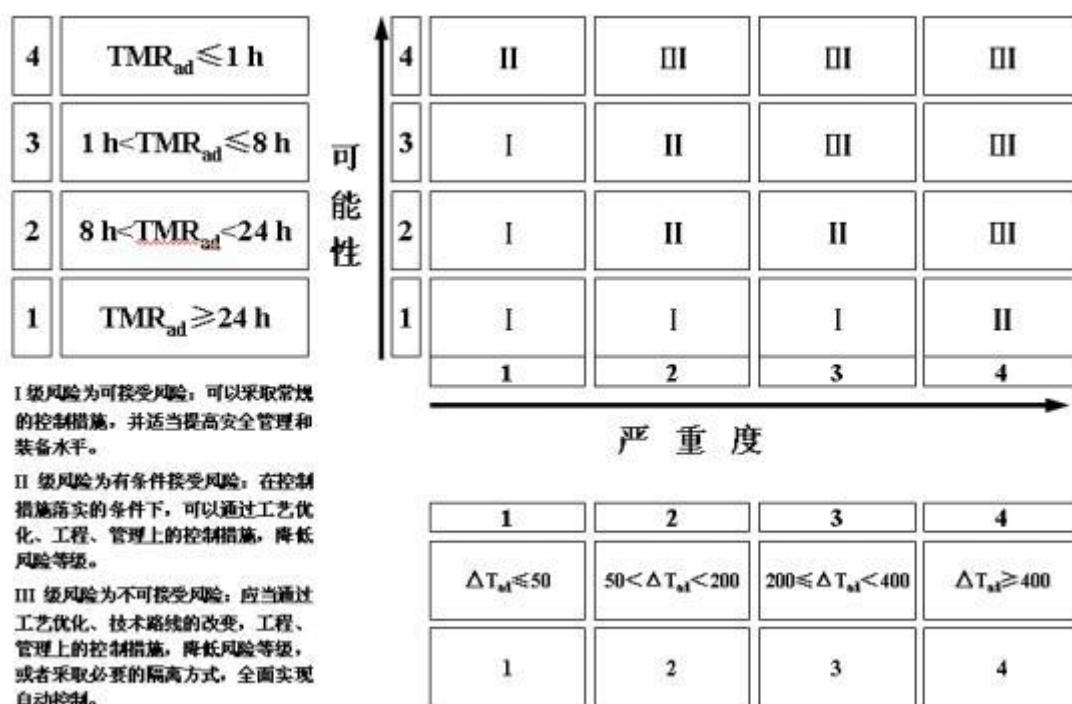 4 TMRad≤1 h
3 1 h<TMRad≤8 h
2 8 h<TMRad<24 h
1 TMRad≥24 h
可能性
4 II III III III
3 I II III III
2 I II II III
1 I I I II
1 2 3 4
严重度
I 级风险为可接受风险：可以采取常规
的控制措施，并适当提高安全管理和
装备水平。
II 级风险为有条件接受风险：在控制
措施落实的条件下，可以通过工艺优
化、工程、管理上的控制措施，降低
风险等级。
III 级风险为不可接受风险：应当通过
工艺优化、技术路线的改变，工程、
管理上的控制措施，降低风险等级，
或者采取必要的隔离方式，全面实现
自动控制。
1 2 3 4
ΔTad≤50 50<ΔTad<200 200≤ΔTad<400 ΔTad≥400
1 2 3 4